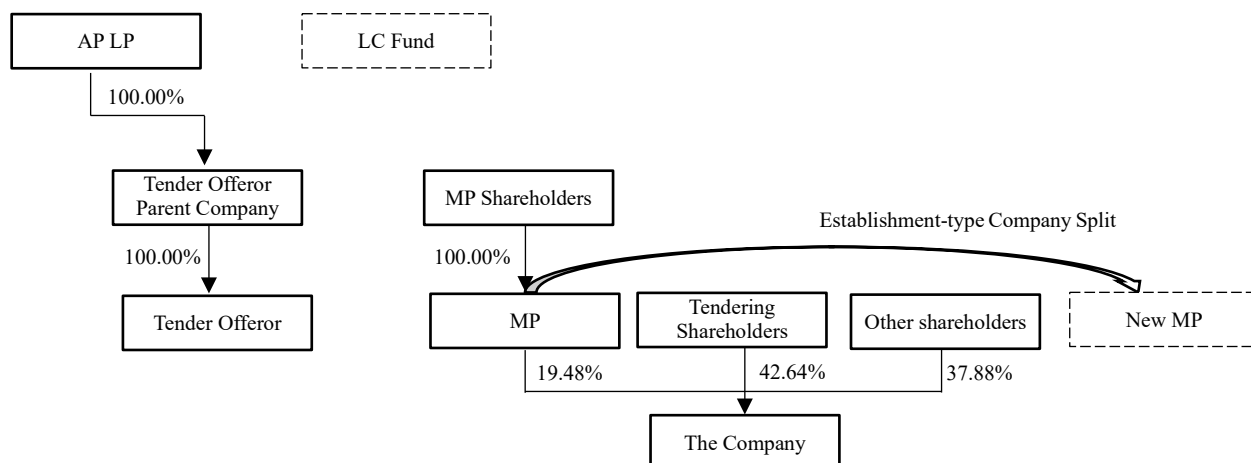 AP LP
LC Fund
100.00%
Tender Offeror
Parent Company
MP Shareholders
Establishment-type Company Split
100.00%
100.00%
Tender Offeror
MP
Tendering
Shareholders
Other shareholders
New MP
19.48%
42.64%
37.88%
The Company